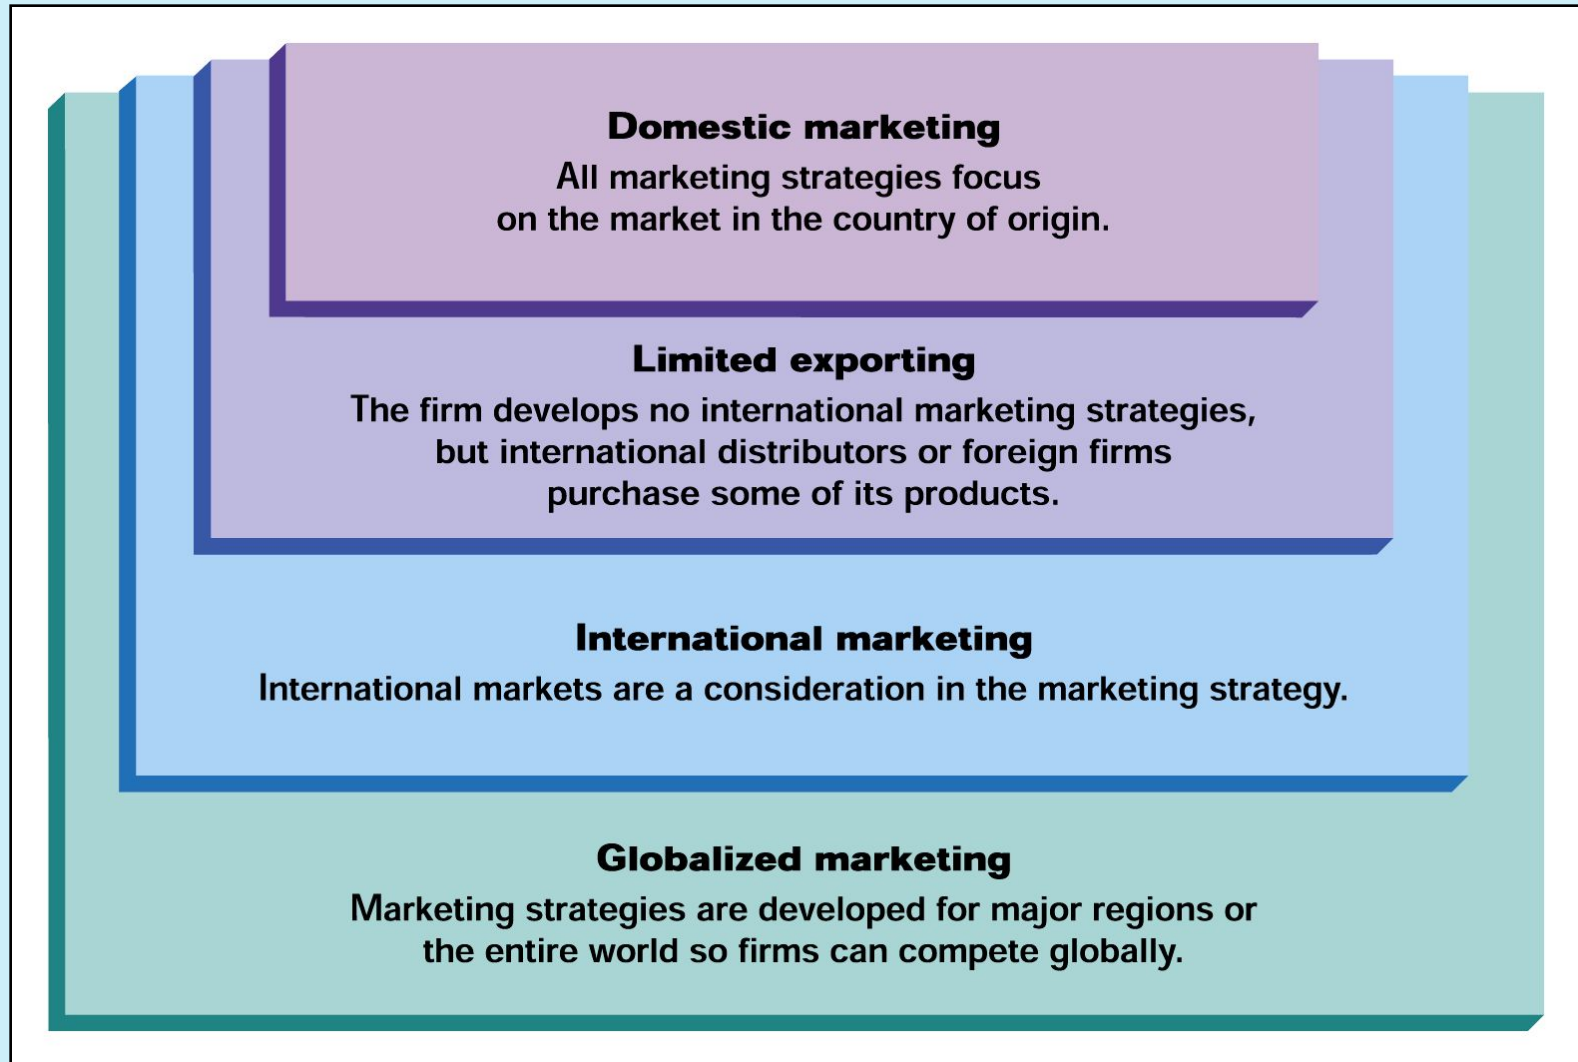 Domestic marketing
All marketing strategies focus
on the market in the country of origin.
Limited exporting
The firm develops no international marketing strategies,
but international distributors or foreign firms
purchase some of its products.
International marketing
International markets are a consideration in the marketing strategy.
Globalized marketing
Marketing strategies are developed for major regions or
the entire world so firms can compete globally.